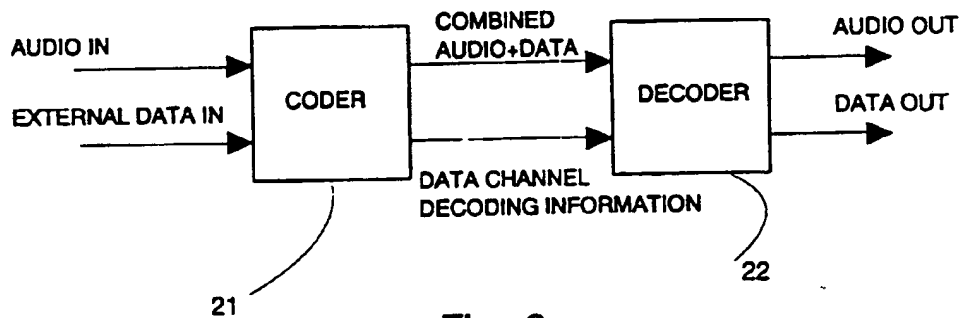 AUDIO IN
EXTERNAL DATA IN
CODER
COMBINED
AUDIO+DATA
DATA CHANNEL
DECODING INFORMATION
DECODER
AUDIO OUT
DATA OUT
21
22